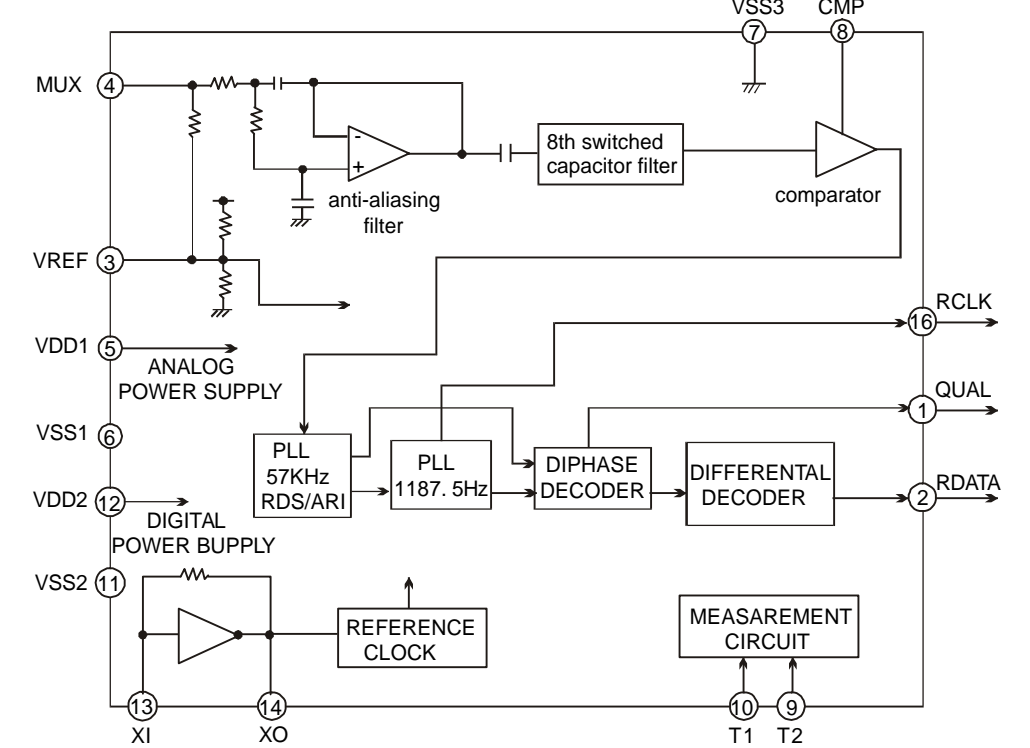 VSS3
CMP
7
8
MUX
4
-
+
anti-aliasing
filter
8th switched
capacitor filter
comparator
VREF
3
RCLK
16
VDD1
5
ANALOG
POWER SUPPLY
QUAL
1
VSS1
6
PLL
57KHz
RDS/ARI
PLL
1187. 5Hz
DIPHASE
DECODER
DIFFERENTAL
DECODER
RDATA
2
VDD2
12
DIGITAL
POWER BUPPLY
VSS2
11
REFERENCE
CLOCK
MEASAREMENT
CIRCUIT
13
14
10
9
XI
XO
T1
T2